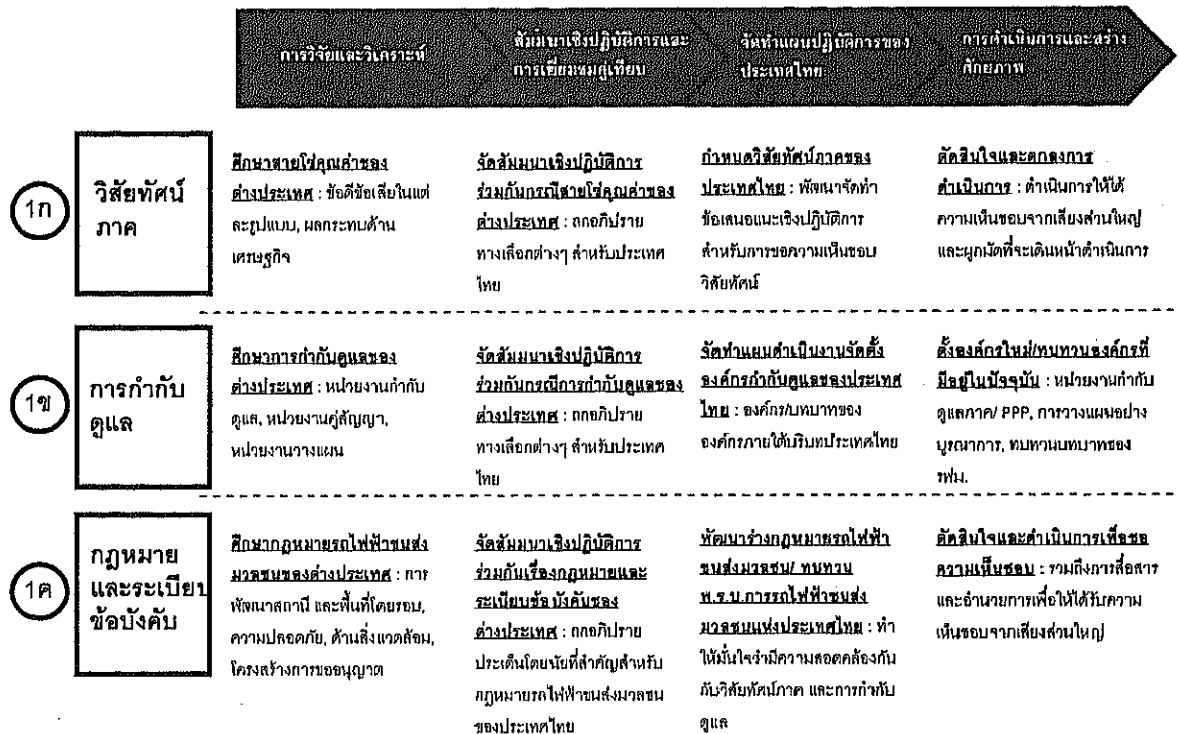 การวิจัยและวิเคราะห์
สัมมนาเชิงปฏิบัติการและ
การเยี่ยมชมคู่เทียบ
จัดทำแผนปฏิบัติการของ
ประเทศไทย
การดำเนินการและสร้าง
ศักยภาพ
1ก
วิสัยทัศน์
ภาค
ศึกษาสายโซ่คุณค่าของ
ต่างประเทศ : ข้อดีข้อเสียในแต่
ละรูปแบบ, ผลกระทบด้าน
เศรษฐกิจ
จัดสัมมนาเชิงปฏิบัติการ
ร่วมกันกรณีสายโซ่คุณค่าของ
ต่างประเทศ : ถกอภิปราย
ทางเลือกต่างๆ สำหรับประเทศ
ไทย
กำหนดวิสัยทัศน์ภาคของ
ประเทศไทย : พัฒนาจัดทำ
ข้อเสนอแนะเชิงปฏิบัติการ
สำหรับการขอความเห็นชอบ
วิสัยทัศน์
ตัดสินใจและตกลงการ
ดำเนินการ : ดำเนินการให้ได้
ความเห็นชอบจากเสียงส่วนใหญ่
และผูกมัดที่จะเดินหน้าดำเนินการ
1ข
การกำกับ
ดูแล
ศึกษาการกำกับดูแลของ
ต่างประเทศ : หน่วยงานกำกับ
ดูแล, หน่วยงานคู่สัญญา,
หน่วยงานวางแผน
จัดสัมมนาเชิงปฏิบัติการ
ร่วมกันกรณีการกำกับดูแลของ
ต่างประเทศ : ถกอภิปราย
ทางเลือกต่างๆ สำหรับประเทศ
ไทย
จัดทำแผนดำเนินงานจัดตั้ง
องค์กรกำกับดูแลของประเทศ
ไทย : องค์กร/บทบาทของ
องค์กรภายใต้บริบทประเทศไทย
ตั้งองค์กรใหม่/ทบทวนองค์กรที่
มีอยู่ในปัจจุบัน : หน่วยงานกำกับ
ดูแลภาค/ PPP, การวางแผนอย่าง
บูรณาการ, ทบทวนบทบาทของ
รฟม.
1ค
กฎหมาย
และระเบียบ
ข้อบังคับ
ศึกษากฎหมายรถไฟฟ้าขนส่ง
มวลชนของต่างประเทศ : การ
พัฒนาสถานี และพื้นที่โดยรอบ,
ความปลอดภัย, ด้านสิ่งแวดล้อม,
โครงสร้างการขออนุญาต
จัดสัมมนาเชิงปฏิบัติการ
ร่วมกันเรื่องกฎหมายและ
ระเบียบข้อบังคับของ
ต่างประเทศ : ถกอภิปราย
ประเด็นโดยนัยที่สำคัญสำหรับ
กฎหมายรถไฟฟ้าขนส่งมวลชน
ของประเทศไทย
พัฒนาร่างกฎหมายรถไฟฟ้า
ขนส่งมวลชน/ ทบทวน
พ.ร.บ.การรถไฟฟ้าขนส่ง
มวลชนแห่งประเทศไทย : ทำ
ให้มั่นใจว่ามีความสอดคล้องกัน
กับวิสัยทัศน์ภาค และการกำกับ
ดูแล
ตัดสินใจและดำเนินการเพื่อขอ
ความเห็นชอบ : รวมถึงการสื่อสาร
และอำนวยการเพื่อให้ได้รับความ
เห็นชอบจากเสียงส่วนใหญ่